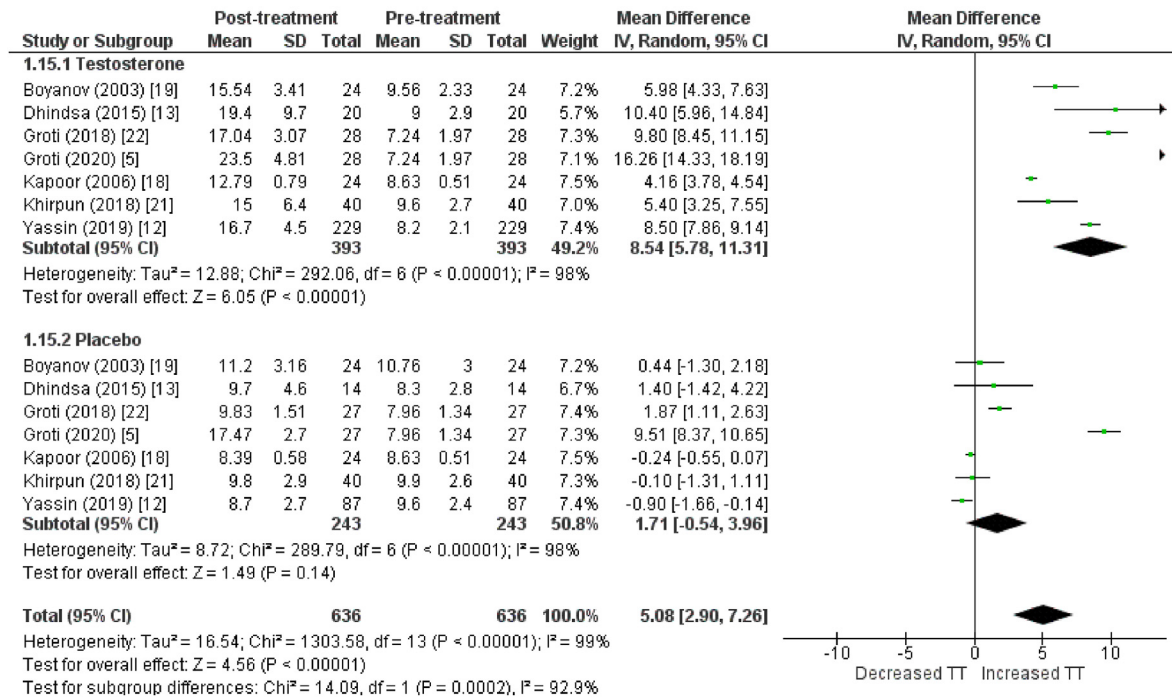 Post-treatment Pre-treatment Mean Difference Mean Difference
Study or Subgroup Mean SD Total Mean SD Total Weight IV, Random, 95% CI IV, Random, 95% CI
1.15.1 Testosterone
Boyanov (2003) [19] 15.54 3.41 24 9.56 2.33 24 7.2% 5.98 [4.33, 7.63]
Dhindsa (2015) [13] 19.4 9.7 20 9 2.9 20 5.7% 10.40 [5.96, 14.84]
Groti (2018) [22] 17.04 3.07 28 7.24 1.97 28 7.3% 9.80 [8.45, 11.15]
Groti (2020) [5] 23.5 4.81 28 7.24 1.97 28 7.1% 16.26 [14.33, 18.19]
Kapoor (2006) [18] 12.79 0.79 24 8.63 0.51 24 7.5% 4.16 [3.78, 4.54]
Khirpun (2018) [21] 15 6.4 40 9.6 2.7 40 7.0% 5.40 [3.25, 7.55]
Yassin (2019) [12] 16.7 4.5 229 8.2 2.1 229 7.4% 8.50 [7.86, 9.14]
Subtotal (95% CI) 393 393 49.2% 8.54 [5.78, 11.31]
Heterogeneity: Tau² = 12.88; Chi² = 292.06, df = 6 (P < 0.00001); I² = 98%
Test for overall effect: Z = 6.05 (P < 0.00001)
1.15.2 Placebo
Boyanov (2003) [19] 11.2 3.16 24 10.76 3 24 7.2% 0.44 [-1.30, 2.18]
Dhindsa (2015) [13] 9.7 4.6 14 8.3 2.8 14 6.7% 1.40 [-1.42, 4.22]
Groti (2018) [22] 9.83 1.51 27 7.96 1.34 27 7.4% 1.87 [1.11, 2.63]
Groti (2020) [5] 17.47 2.7 27 7.96 1.34 27 7.3% 9.51 [8.37, 10.65]
Kapoor (2006) [18] 8.39 0.58 24 8.63 0.51 24 7.5% -0.24 [-0.55, 0.07]
Khirpun (2018) [21] 9.8 2.9 40 9.9 2.6 40 7.3% -0.10 [-1.31, 1.11]
Yassin (2019) [12] 8.7 2.7 87 9.6 2.4 87 7.4% -0.90 [-1.66, -0.14]
Subtotal (95% CI) 243 243 50.8% 1.71 [-0.54, 3.96]
Heterogeneity: Tau² = 8.72; Chi² = 289.79, df = 6 (P < 0.00001); I² = 98%
Test for overall effect: Z = 1.49 (P = 0.14)
Total (95% CI) 636 636 100.0% 5.08 [2.90, 7.26]
Heterogeneity: Tau² = 16.54; Chi² = 1303.58, df = 13 (P < 0.00001); I² = 99%
Test for overall effect: Z = 4.56 (P < 0.00001)
Test for subgroup differences: Chi² = 14.09, df = 1 (P = 0.0002), I² = 92.9%
-10 -5 0 5 10
Decreased TT Increased TT